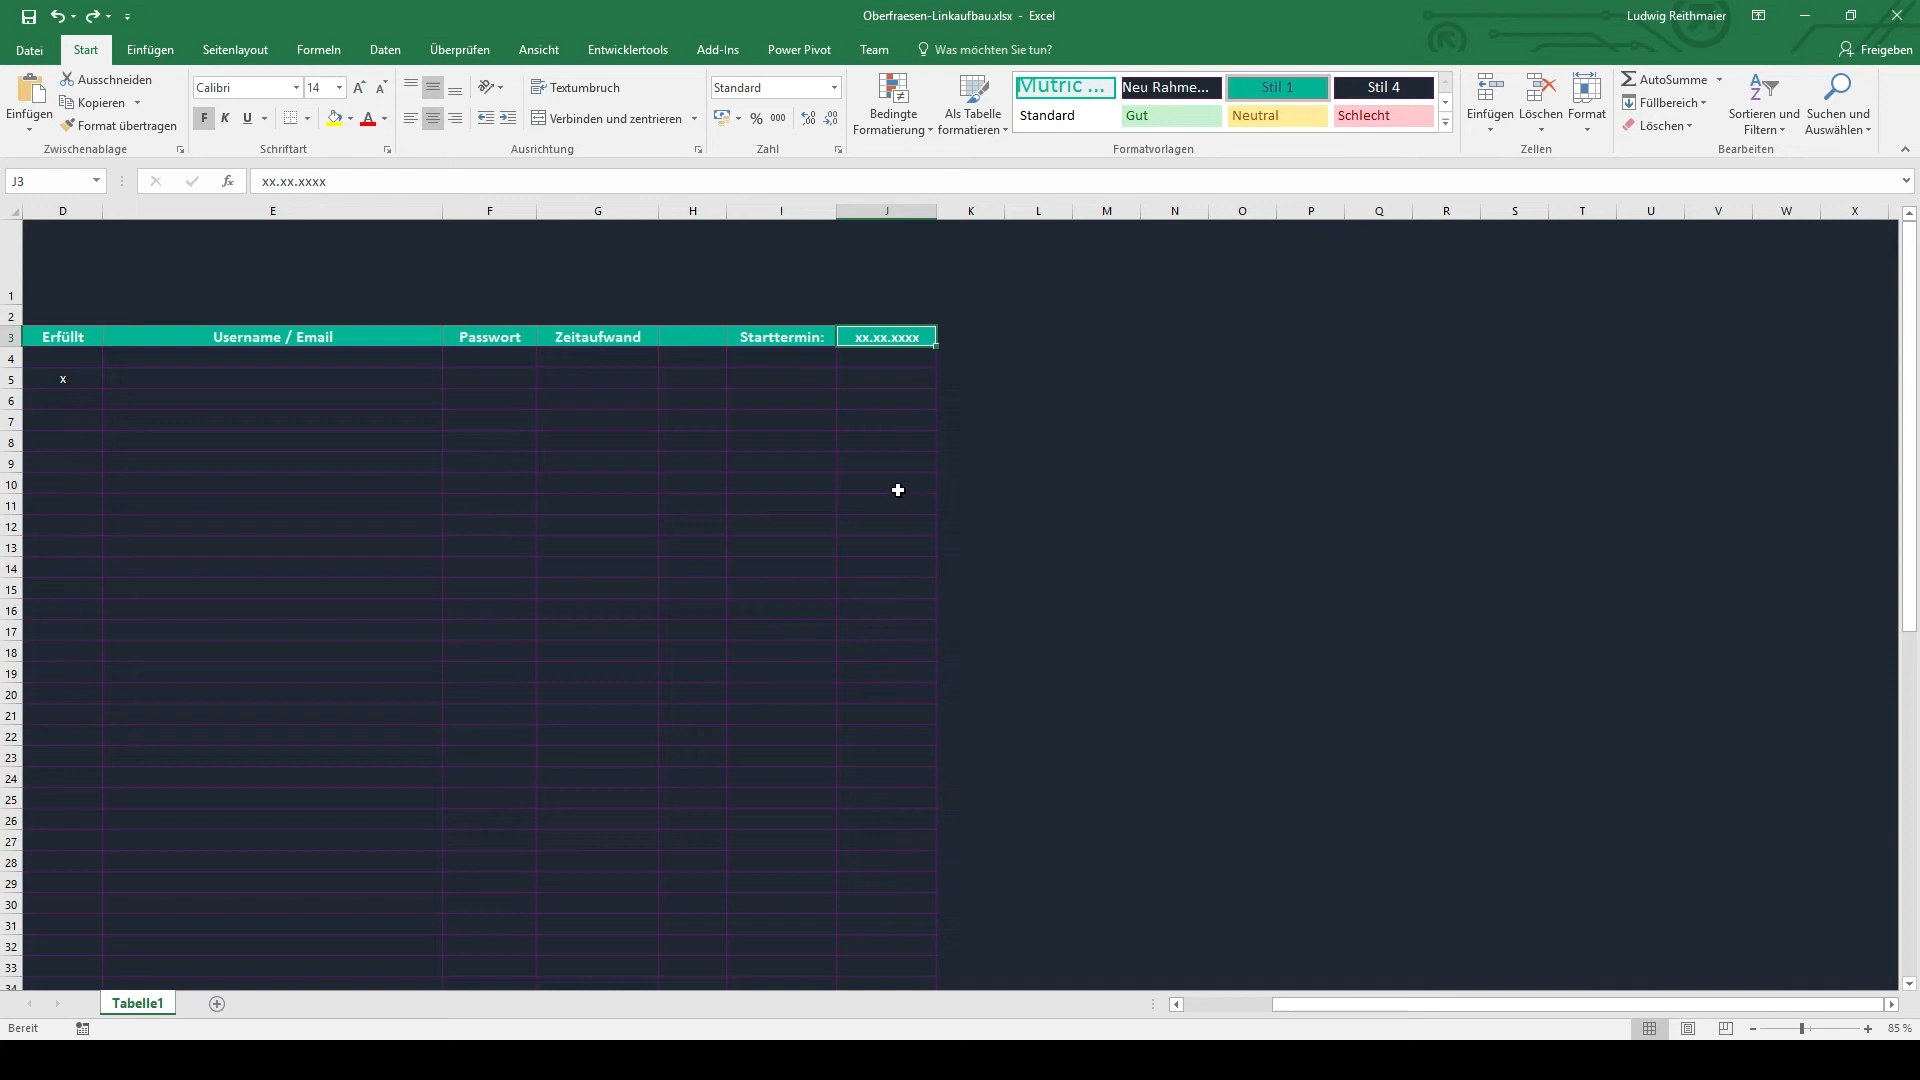 Oberfraesen-Linkaufbau.xlsx - Excel
Ludwig Reithmaier
Datei Start Einfügen Seitenlayout Formeln Daten Überprüfen Ansicht Entwicklertools Add-Ins Power Pivot Team Was möchten Sie tun? Freigeben
Einfügen
Ausschneiden
Kopieren
Format übertragen
Zwischenablage
Calibri 14
F K U
Schriftart
Textumbruch
Verbinden und zentrieren
Ausrichtung
Standard
% 000
Zahl
Bedingte Formatierung
Als Tabelle formatieren
Mutric ... Neu Rahme... Stil 1 Stil 4
Standard Gut Neutral Schlecht
Formatvorlagen
Einfügen Löschen Format
Zellen
AutoSumme
Füllbereich
Löschen
Sortieren und Filtern
Suchen und Auswählen
Bearbeiten
J3 fx xx.xx.xxxx
D E F G H I J K L M N O P Q R S T U V W X
1
2
3 Erfüllt Username / Email Passwort Zeitaufwand Starttermin: xx.xx.xxxx
4
5 x
6
7
8
9
10
11
12
13
14
15
16
17
18
19
20
21
22
23
24
25
26
27
28
29
30
31
32
33
34
Tabelle1
Bereit
85 %